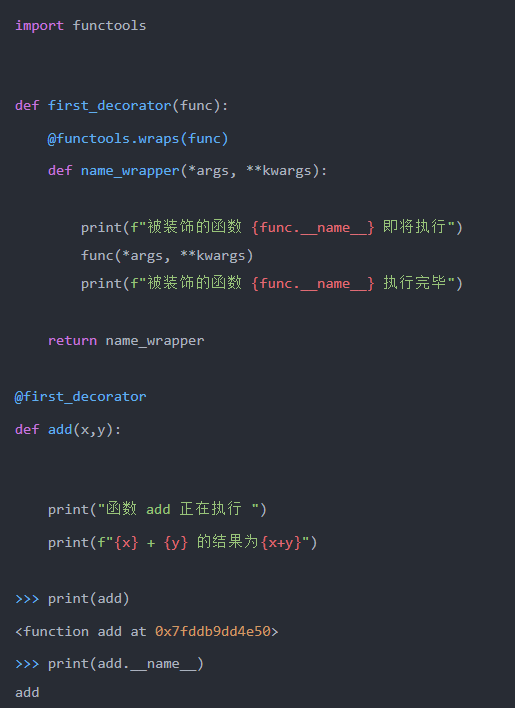 import functools
def first_decorator(func):
    @functools.wraps(func)
    def name_wrapper(*args, **kwargs):
        print(f"被装饰的函数 {func.__name__} 即将执行")
        func(*args, **kwargs)
        print(f"被装饰的函数 {func.__name__} 执行完毕")
    return name_wrapper
@first_decorator
def add(x,y):
    print("函数 add 正在执行 ")
    print(f"{x} + {y} 的结果为{x+y}")
>>> print(add)
<function add at 0x7fddb9dd4e50>
>>> print(add.__name__)
add